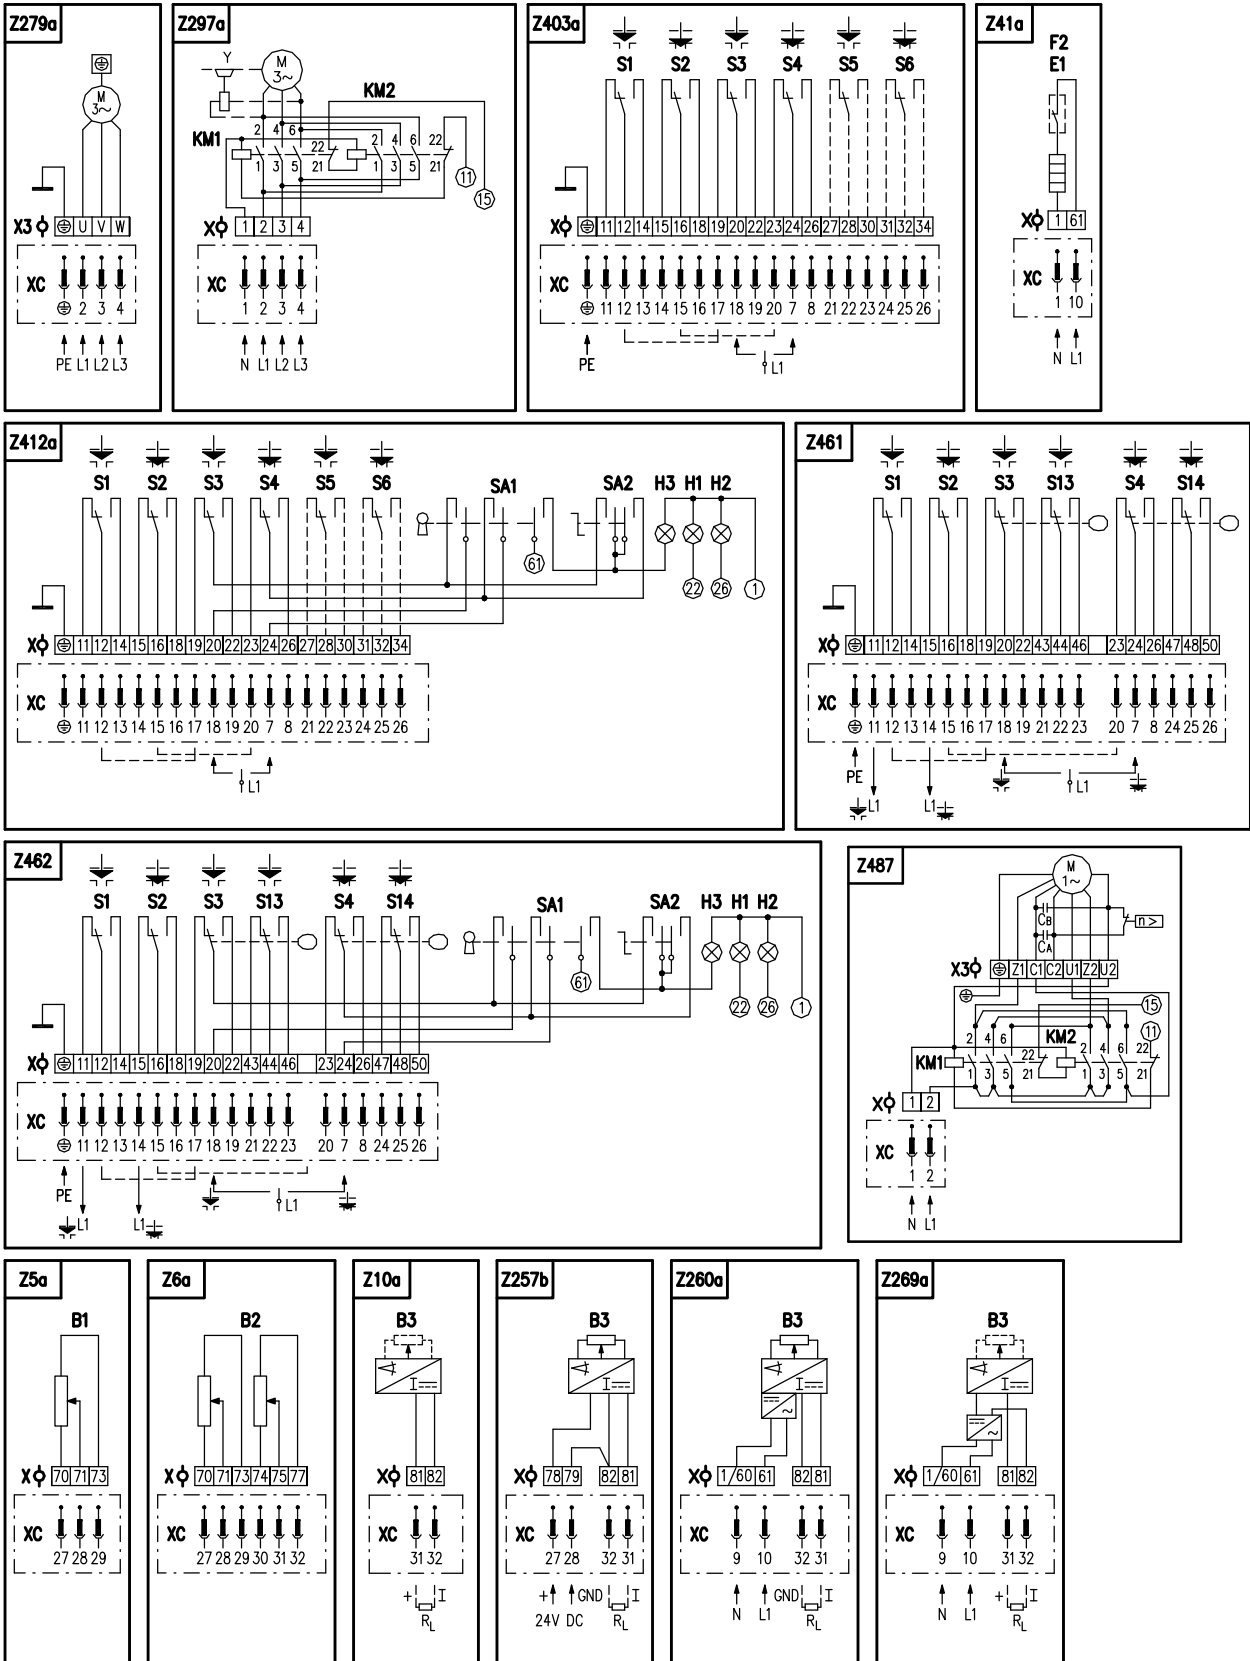 Z279a
M
3~
X3 U V W
XC
2 3 4
PE L1 L2 L3
Z297a
Y
M
3~
KM2
KM1
2 4 6 22 2 4 6 22
1 3 5 21 1 3 5 21
11
15
X 1 2 3 4
XC
1 2 3 4
N L1 L2 L3
Z403a
S1 S2 S3 S4 S5 S6
X 11 12 14 15 16 18 19 20 22 23 24 26 27 28 30 31 32 34
XC
11 12 13 14 15 16 17 18 19 20 7 8 21 22 23 24 25 26
PE L1
Z41a
F2
E1
X 1 61
XC
1 10
N L1
Z412a
S1 S2 S3 S4 S5 S6 SA1 SA2 H3 H1 H2
61 22 26 1
X 11 12 14 15 16 18 19 20 22 23 24 26 27 28 30 31 32 34
XC
11 12 13 14 15 16 17 18 19 20 7 8 21 22 23 24 25 26
L1
Z461
S1 S2 S3 S13 S4 S14
X 11 12 14 15 16 18 19 20 22 43 44 46 23 24 26 47 48 50
XC
11 12 13 14 15 16 17 18 19 21 22 23 20 7 8 24 25 26
PE
L1
L1 L1
Z462
S1 S2 S3 S13 S4 S14 SA1 SA2 H3 H1 H2
61 22 26 1
X 11 12 14 15 16 18 19 20 22 43 44 46 23 24 26 47 48 50
XC
11 12 13 14 15 16 17 18 19 21 22 23 20 7 8 24 25 26
PE
L1
L1 L1
Z487
M
1~
CB
CA
n >
X3 Z1 C1 C2 U1 Z2 U2
15
11
2 4 6 KM2 2 4 6 22
KM1 22
1 3 5 21 1 3 5 21
X 1 2
XC
1 2
N L1
Z5a
B1
X 70 71 73
XC
27 28 29
Z6a
B2
X 70 71 73 74 75 77
XC
27 28 29 30 31 32
Z10a
B3
I
X 81 82
XC
31 32
+ I
RL
Z257b
B3
I
X 78 79 82 81
XC
27 28 32 31
+ GND I
24V DC RL
Z260a
B3
I
~
X 1/60 61 82 81
XC
9 10 32 31
GND I
N L1 RL
Z269a
B3
I
~
X 1/60 61 81 82
XC
9 10 31 32
+ I
N L1 RL